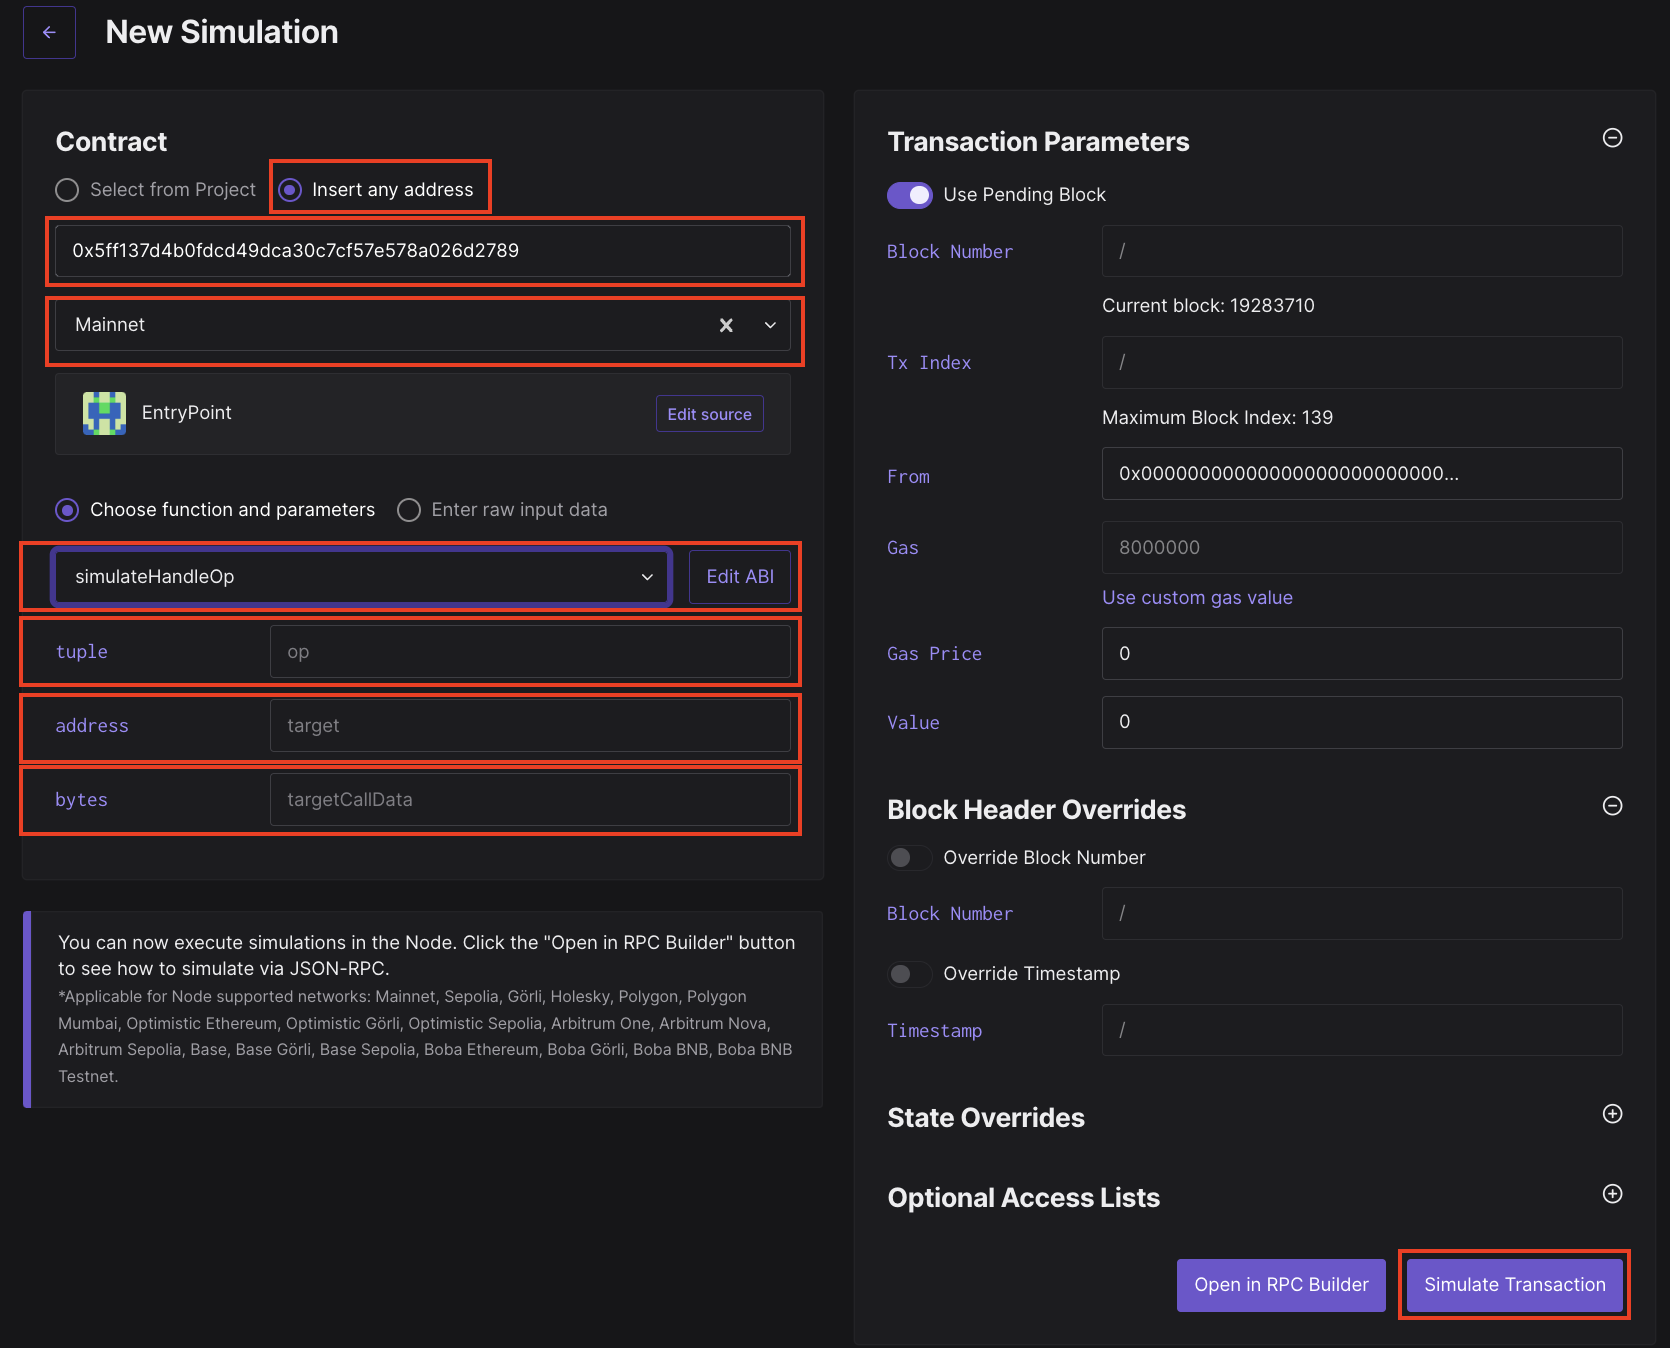 New Simulation
Contract
Select from Project
Insert any address
0x5ff137d4b0fdcd49dca30c7cf57e578a026d2789
Mainnet
EntryPoint
Edit source
Choose function and parameters
Enter raw input data
simulateHandleOp
Edit ABI
tuple
op
address
target
bytes
targetCallData
You can now execute simulations in the Node. Click the "Open in RPC Builder" button
to see how to simulate via JSON-RPC.
*Applicable for Node supported networks: Mainnet, Sepolia, Görli, Holesky, Polygon, Polygon
Mumbai, Optimistic Ethereum, Optimistic Görli, Optimistic Sepolia, Arbitrum One, Arbitrum Nova,
Arbitrum Sepolia, Base, Base Görli, Base Sepolia, Boba Ethereum, Boba Görli, Boba BNB, Boba BNB
Testnet.
Transaction Parameters
Use Pending Block
Block Number
/
Current block: 19283710
Tx Index
/
Maximum Block Index: 139
From
0x00000000000000000000000000...
Gas
8000000
Use custom gas value
Gas Price
0
Value
0
Block Header Overrides
Override Block Number
Block Number
/
Override Timestamp
Timestamp
/
State Overrides
Optional Access Lists
Open in RPC Builder
Simulate Transaction